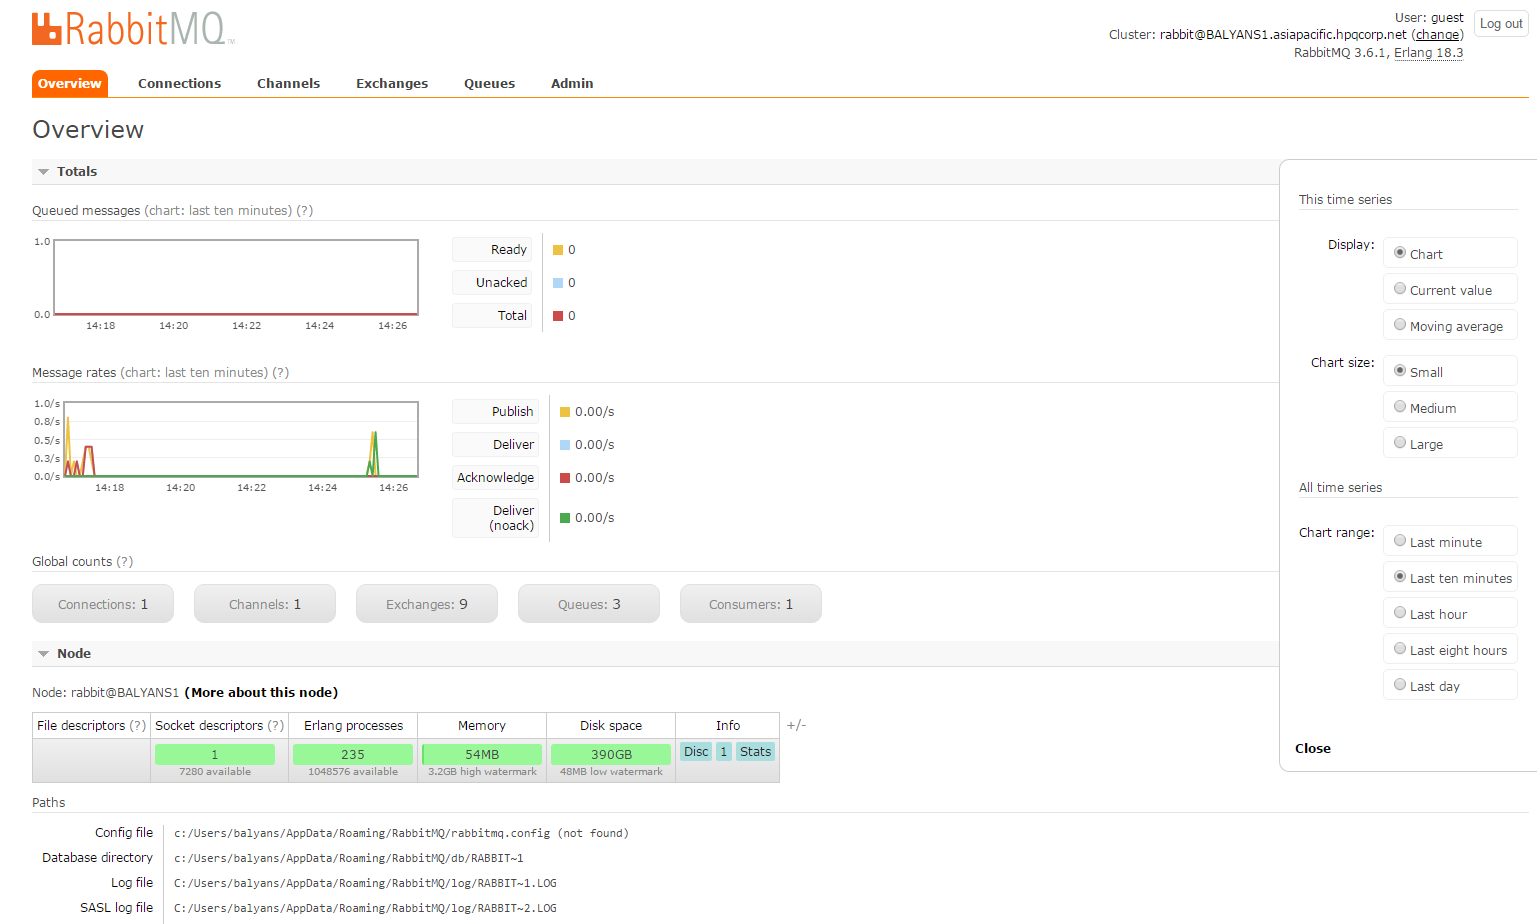 RabbitMQ™
User: guest
Log out
Cluster: rabbit@BALYANS1.asiapacific.hpqcorp.net (change)
RabbitMQ 3.6.1, Erlang 18.3
Overview Connections Channels Exchanges Queues Admin
Overview
Totals
Queued messages (chart: last ten minutes) (?)
1.0
0.0
14:18 14:20 14:22 14:24 14:26
Ready 0
Unacked 0
Total 0
Message rates (chart: last ten minutes) (?)
1.0/s
0.8/s
0.5/s
0.3/s
0.0/s
14:18 14:20 14:22 14:24 14:26
Publish 0.00/s
Deliver 0.00/s
Acknowledge 0.00/s
Deliver
(noack) 0.00/s
Global counts (?)
Connections: 1 Channels: 1 Exchanges: 9 Queues: 3 Consumers: 1
Node
Node: rabbit@BALYANS1 (More about this node)
File descriptors (?) Socket descriptors (?) Erlang processes Memory Disk space Info +/-
1 235 54MB 390GB Disc 1 Stats
7280 available 1048576 available 3.2GB high watermark 48MB low watermark
Paths
Config file c:/Users/balyans/AppData/Roaming/RabbitMQ/rabbitmq.config (not found)
Database directory c:/Users/balyans/AppData/Roaming/RabbitMQ/db/RABBIT~1
Log file C:/Users/balyans/AppData/Roaming/RabbitMQ/log/RABBIT~1.LOG
SASL log file C:/Users/balyans/AppData/Roaming/RabbitMQ/log/RABBIT~2.LOG
This time series
Display: Chart
Current value
Moving average
Chart size: Small
Medium
Large
All time series
Chart range: Last minute
Last ten minutes
Last hour
Last eight hours
Last day
Close